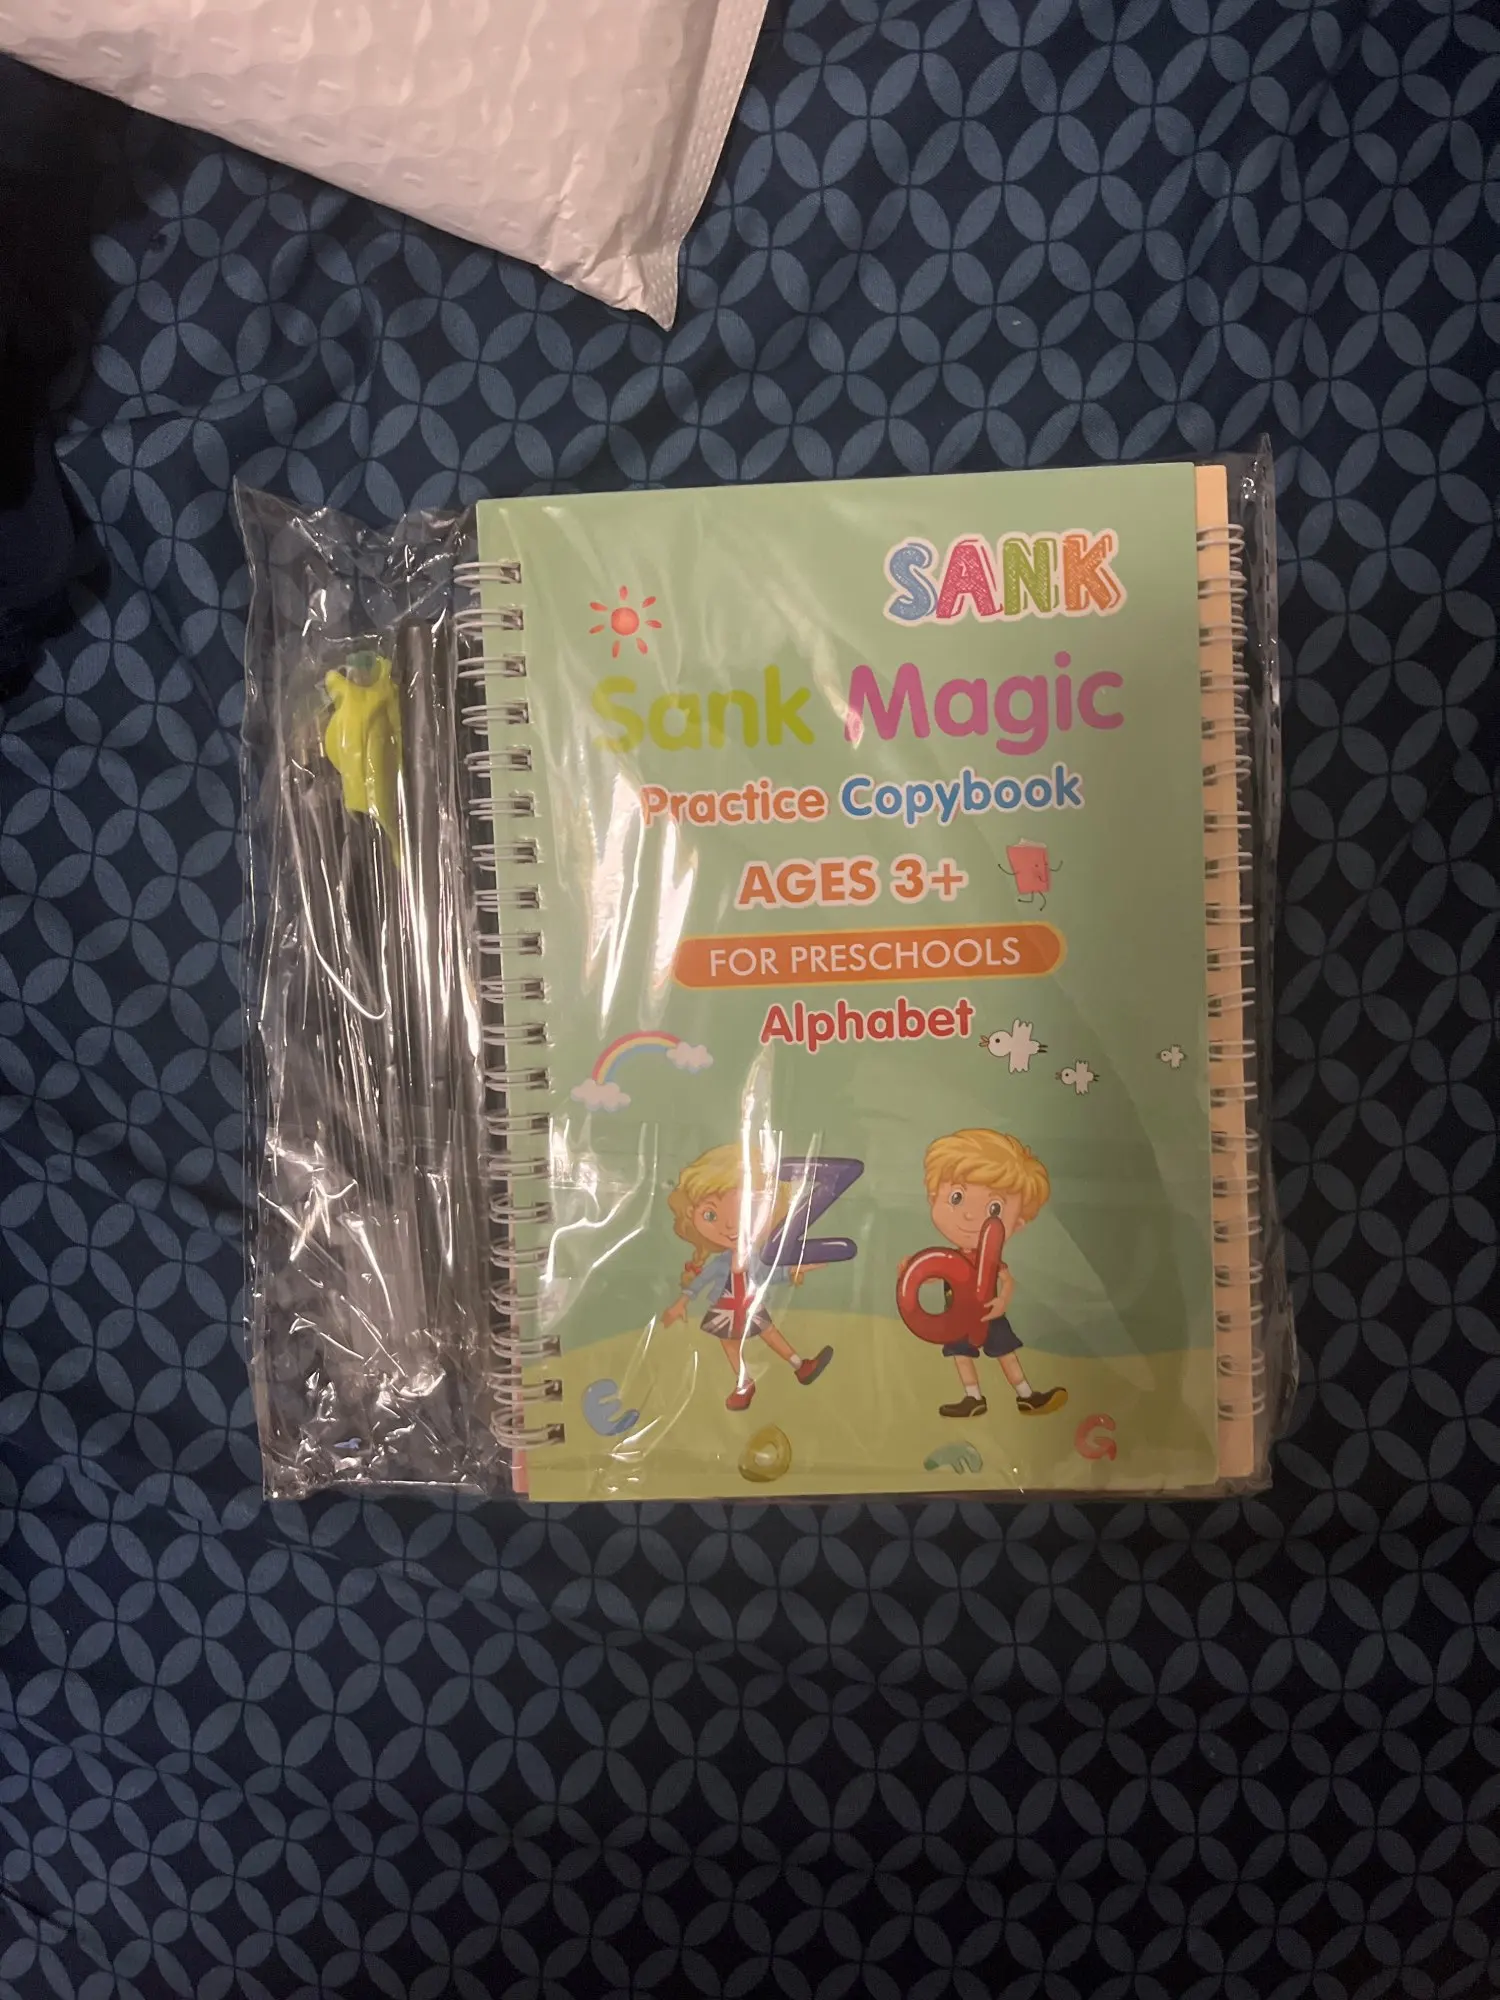 SANK
Sank Magic
Practice Copybook
AGES 3+
FOR PRESCHOOLS
Alphabet
Z
d
E
O
F
G